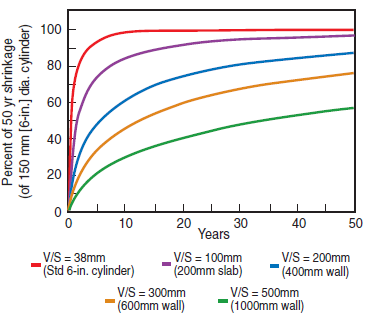 Percent of 50 yr shrinkage
(of 150 mm [6-in.] dia. cylinder)
100
80
60
40
20
0
0 10 20 30 40 50
Years
V/S = 38mm
(Std 6-in. cylinder)
V/S = 100mm
(200mm slab)
V/S = 200mm
(400mm wall)
V/S = 300mm
(600mm wall)
V/S = 500mm
(1000mm wall)